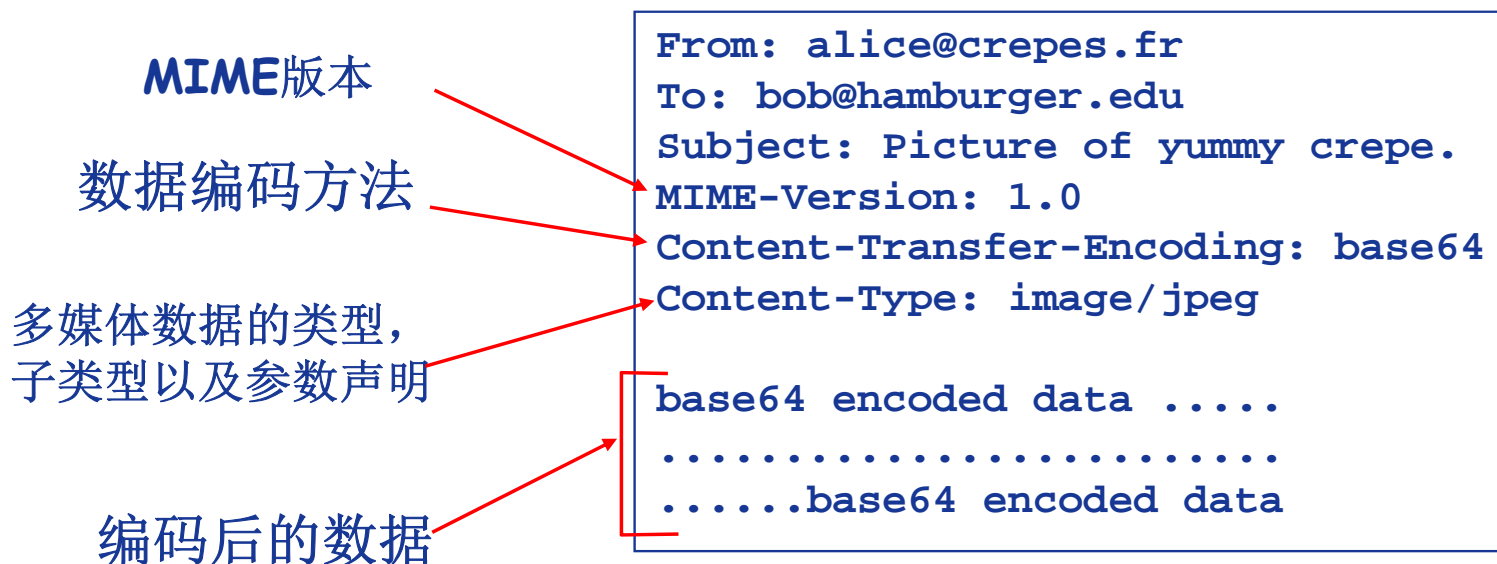 MIME版本
数据编码方法
多媒体数据的类型，
子类型以及参数声明
编码后的数据
From: alice@crepes.fr
To: bob@hamburger.edu
Subject: Picture of yummy crepe.
MIME-Version: 1.0
Content-Transfer-Encoding: base64
Content-Type: image/jpeg
base64 encoded data .....
.........................
......base64 encoded data